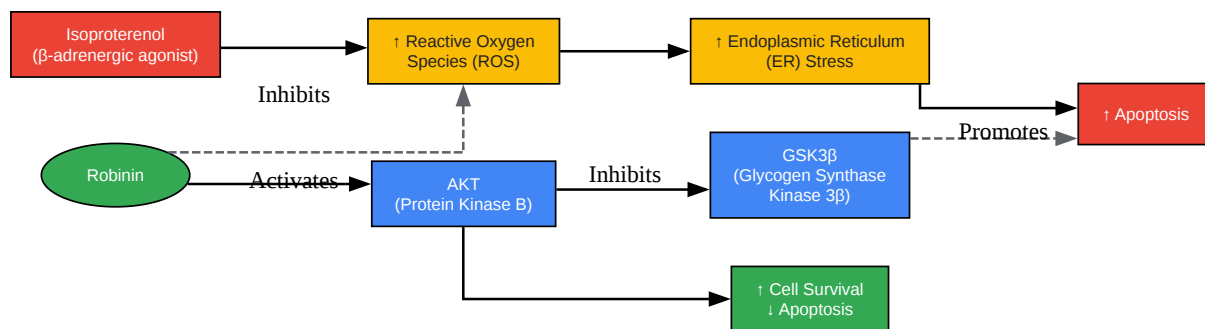 Isoproterenol
(β-adrenergic agonist)
↑ Reactive Oxygen
Species (ROS)
↑ Endoplasmic Reticulum
(ER) Stress
Inhibits
↑ Apoptosis
Promotes
Robinin
Activates
AKT
(Protein Kinase B)
Inhibits
GSK3β
(Glycogen Synthase
Kinase 3β)
↑ Cell Survival
↓ Apoptosis